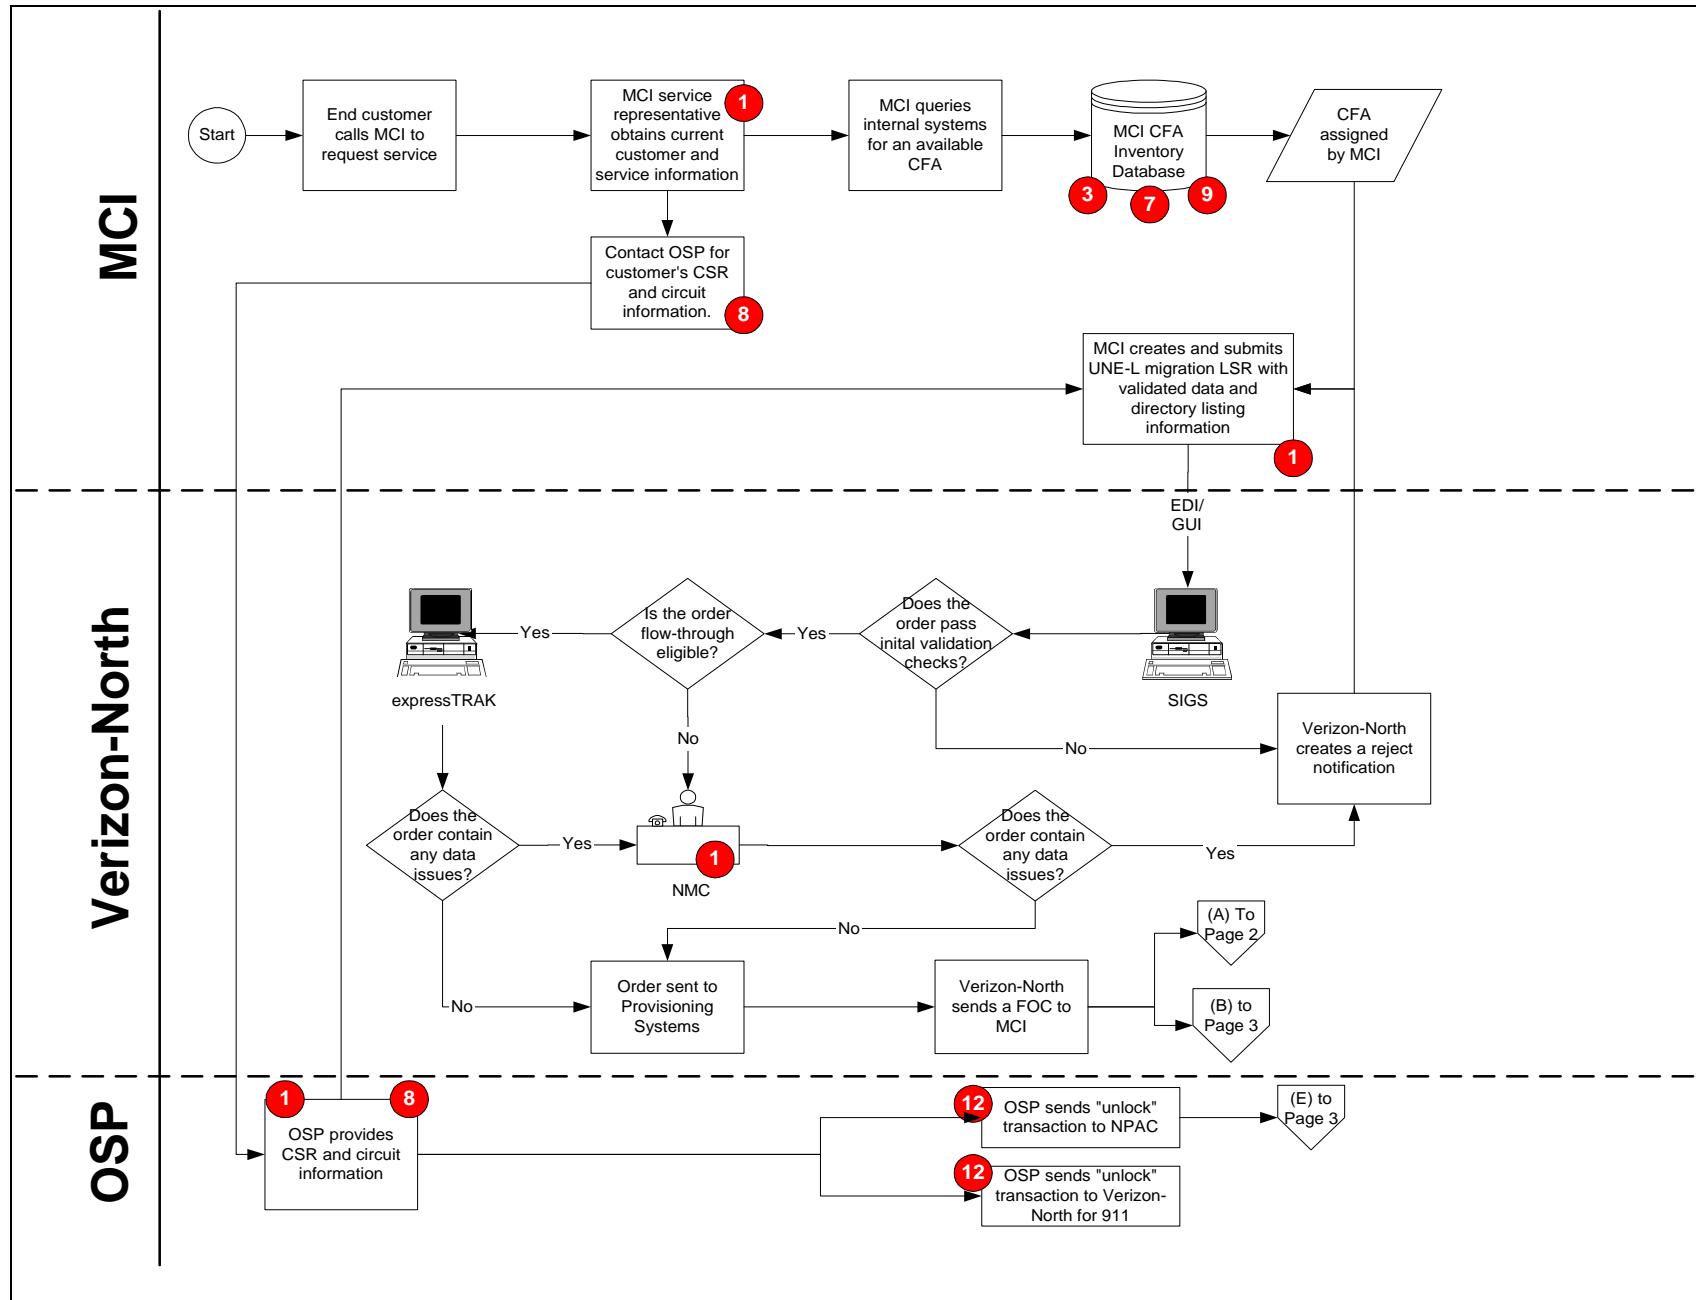 MCI
Start
End customer
calls MCI to
request service
MCI service
representative
obtains current
customer and
service information
1
MCI queries
internal systems
for an available
CFA
MCI CFA
Inventory
Database
3
7
9
CFA
assigned
by MCI
Contact OSP for
customer's CSR
and circuit
information.
8
MCI creates and submits
UNE-L migration LSR with
validated data and
directory listing
information
1
Verizon-North
EDI/
GUI
expressTRAK
Yes
Is the order
flow-through
eligible?
Yes
Does the
order pass
inital validation
checks?
SIGS
No
No
Verizon-North
creates a reject
notification
Does the
order contain
any data
issues?
Yes
1
NMC
Does the
order contain
any data
issues?
Yes
No
No
Order sent to
Provisioning
Systems
Verizon-North
sends a FOC to
MCI
(A) To
Page 2
(B) to
Page 3
OSP
1
8
OSP provides
CSR and circuit
information
12
OSP sends "unlock"
transaction to NPAC
(E) to
Page 3
12
OSP sends "unlock"
transaction to Verizon-
North for 911